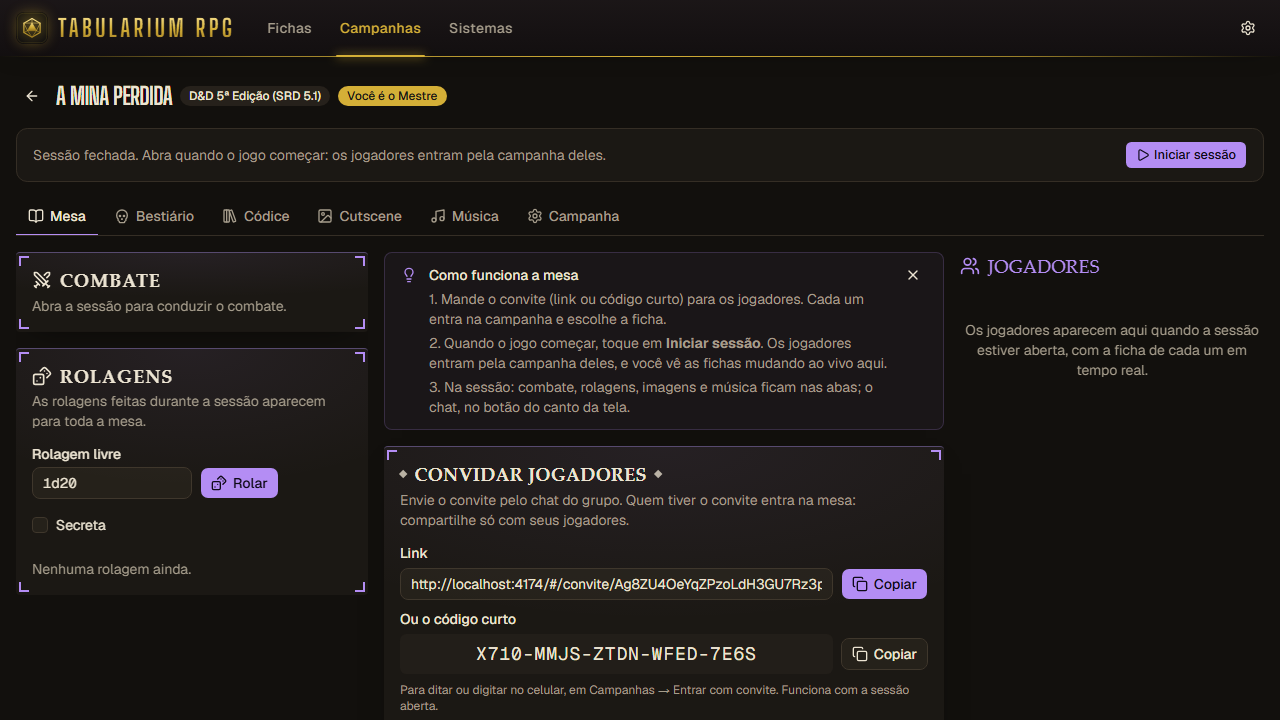 TABULARIUM RPG
Fichas
Campanhas
Sistemas
A MINA PERDIDA
D&D 5ª Edição (SRD 5.1)
Você é o Mestre
Sessão fechada. Abra quando o jogo começar: os jogadores entram pela campanha deles.
Iniciar sessão
Mesa
Bestiário
Códice
Cutscene
Música
Campanha
COMBATE
Abra a sessão para conduzir o combate.
ROLAGENS
As rolagens feitas durante a sessão aparecem
para toda a mesa.
Rolagem livre
1d20
Rolar
Secreta
Nenhuma rolagem ainda.
Como funciona a mesa
1. Mande o convite (link ou código curto) para os jogadores. Cada um
entra na campanha e escolhe a ficha.
2. Quando o jogo começar, toque em Iniciar sessão. Os jogadores
entram pela campanha deles, e você vê as fichas mudando ao vivo aqui.
3. Na sessão: combate, rolagens, imagens e música ficam nas abas; o
chat, no botão do canto da tela.
CONVIDAR JOGADORES
Envie o convite pelo chat do grupo. Quem tiver o convite entra na mesa:
compartilhe só com seus jogadores.
Link
http://localhost:4174/#/convite/Ag8ZU4OeYqZPzoLdH3GU7Rz3p
Copiar
Ou o código curto
X710-MMJS-ZTDN-WFED-7E6S
Copiar
Para ditar ou digitar no celular, em Campanhas → Entrar com convite. Funciona com a sessão
aberta.
JOGADORES
Os jogadores aparecem aqui quando a sessão
estiver aberta, com a ficha de cada um em
tempo real.